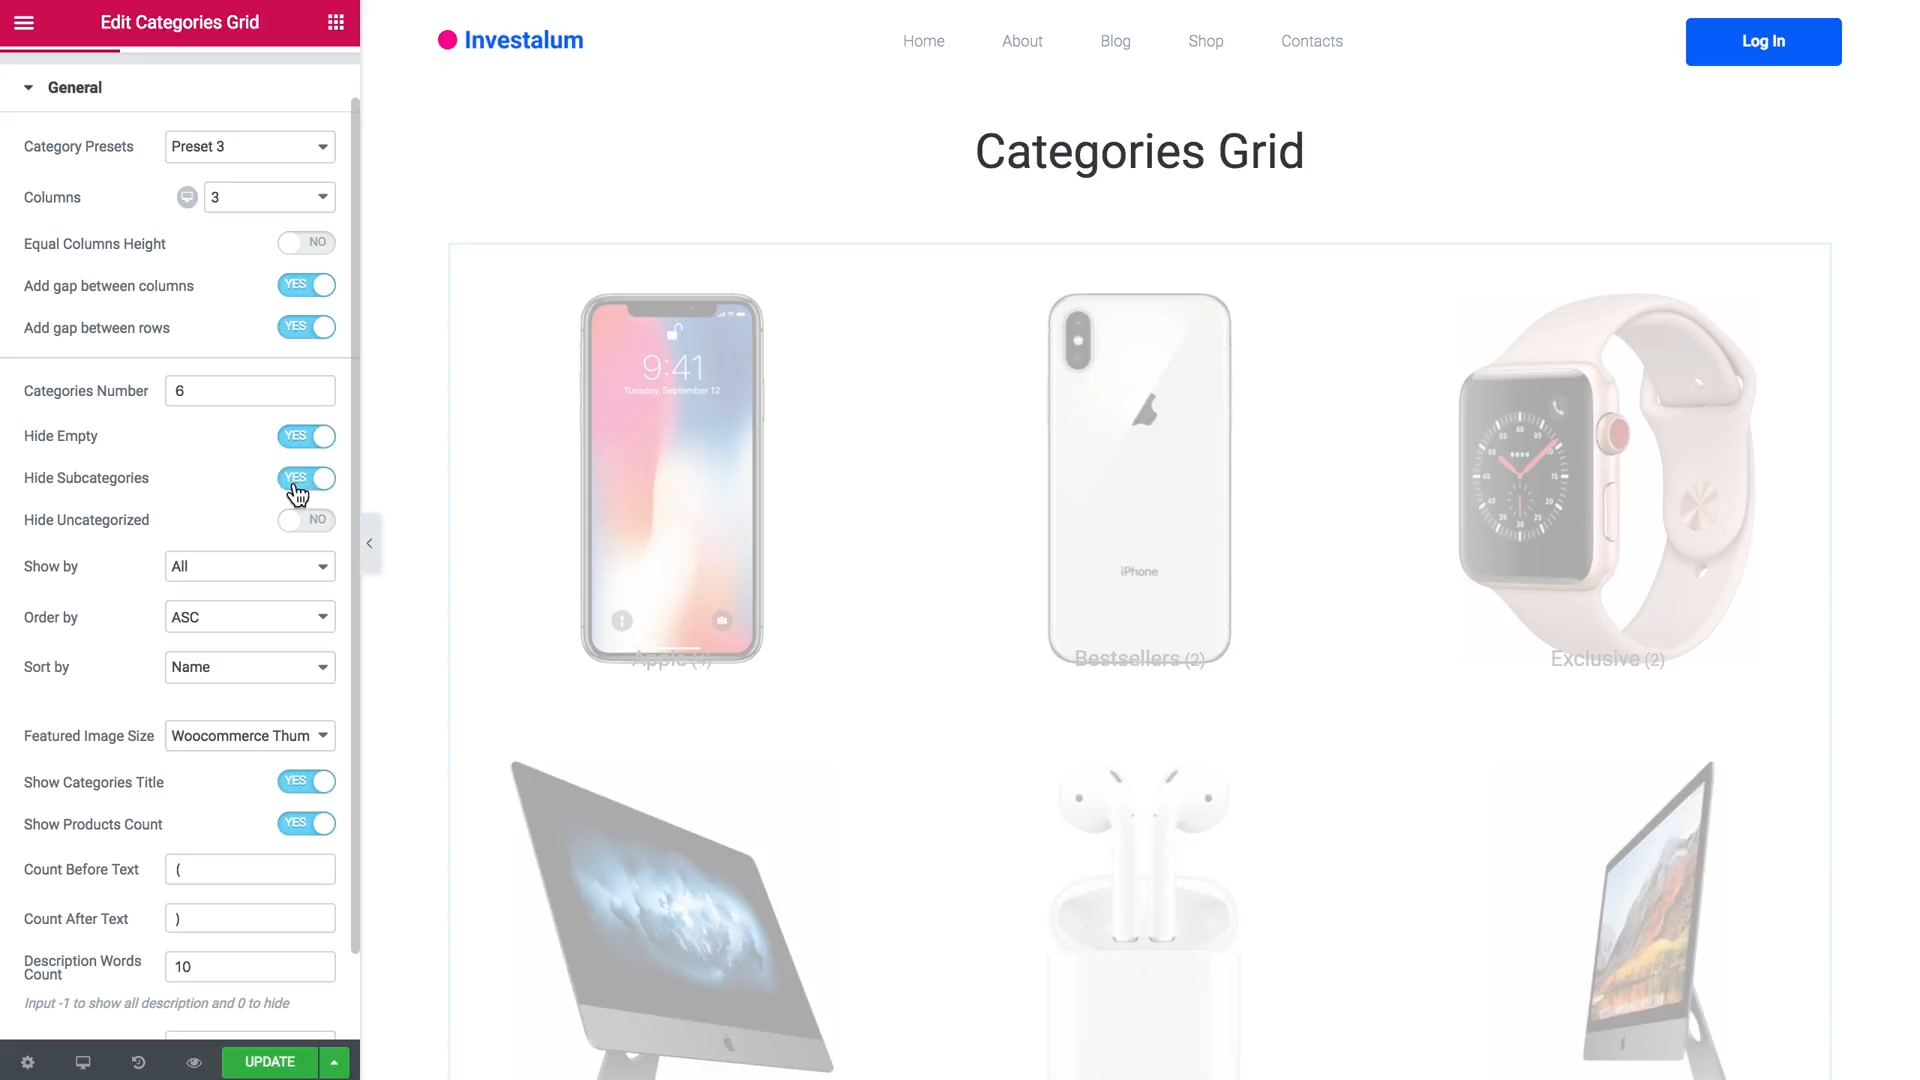 Edit Categories Grid
General
Category Presets
Preset 3
Columns
3
Equal Columns Height
NO
Add gap between columns
YES
Add gap between rows
YES
Categories Number
6
Hide Empty
YES
Hide Subcategories
YES
Hide Uncategorized
NO
Show by
All
Order by
ASC
Sort by
Name
Featured Image Size
Woocommerce Thum
Show Categories Title
YES
Show Products Count
YES
Count Before Text
(
Count After Text
)
Description Words
Count
10
Input -1 to show all description and 0 to hide
UPDATE
Investalum
Home
About
Blog
Shop
Contacts
Log In
Categories Grid
9:41
Tuesday, September 12
Apple (4)
iPhone
Bestsellers (2)
Exclusive (2)